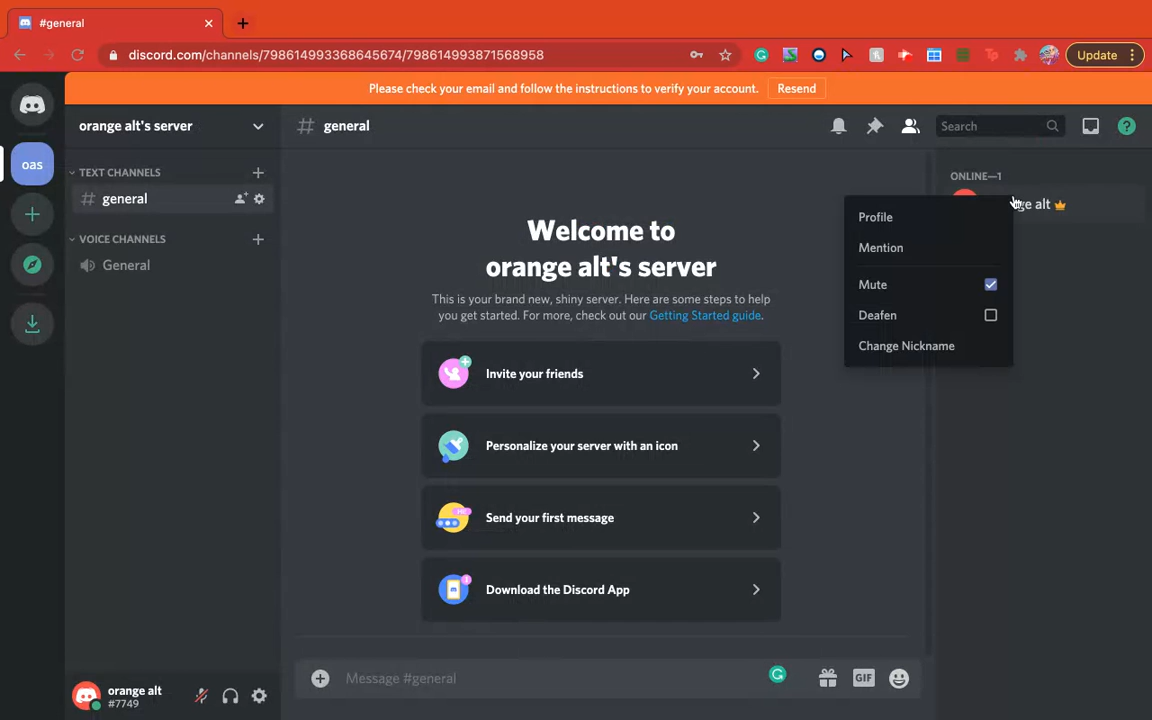 #general
discord.com/channels/798614993368645674/798614993871568958
Update
Please check your email and follow the instructions to verify your account.
Resend
orange alt's server
general
Search
oas
TEXT CHANNELS
general
VOICE CHANNELS
General
Welcome to
orange alt's server
This is your brand new, shiny server. Here are some steps to help
you get started. For more, check out our Getting Started guide.
Invite your friends
Personalize your server with an icon
Send your first message
Download the Discord App
ONLINE—1
alt
Profile
Mention
Mute
Deafen
Change Nickname
orange alt
#7749
Message #general
GIF